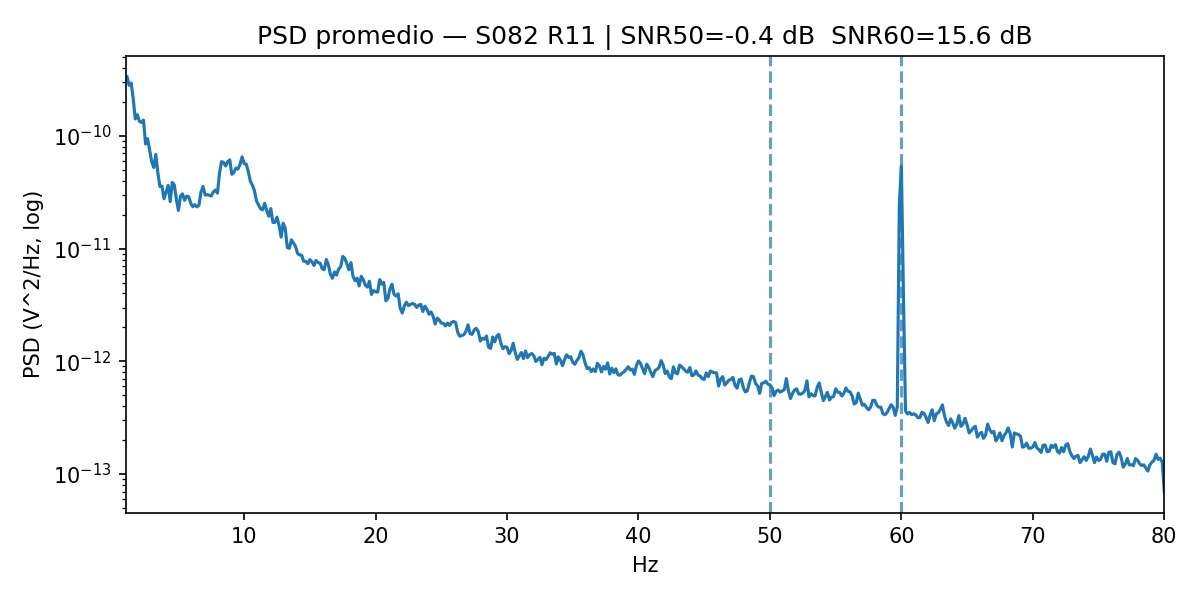 PSD promedio — S082 R11 | SNR50=-0.4 dB  SNR60=15.6 dB
PSD (V^2/Hz, log)
10⁻¹⁰
10⁻¹¹
10⁻¹²
10⁻¹³
10 20 30 40 50 60 70 80
Hz